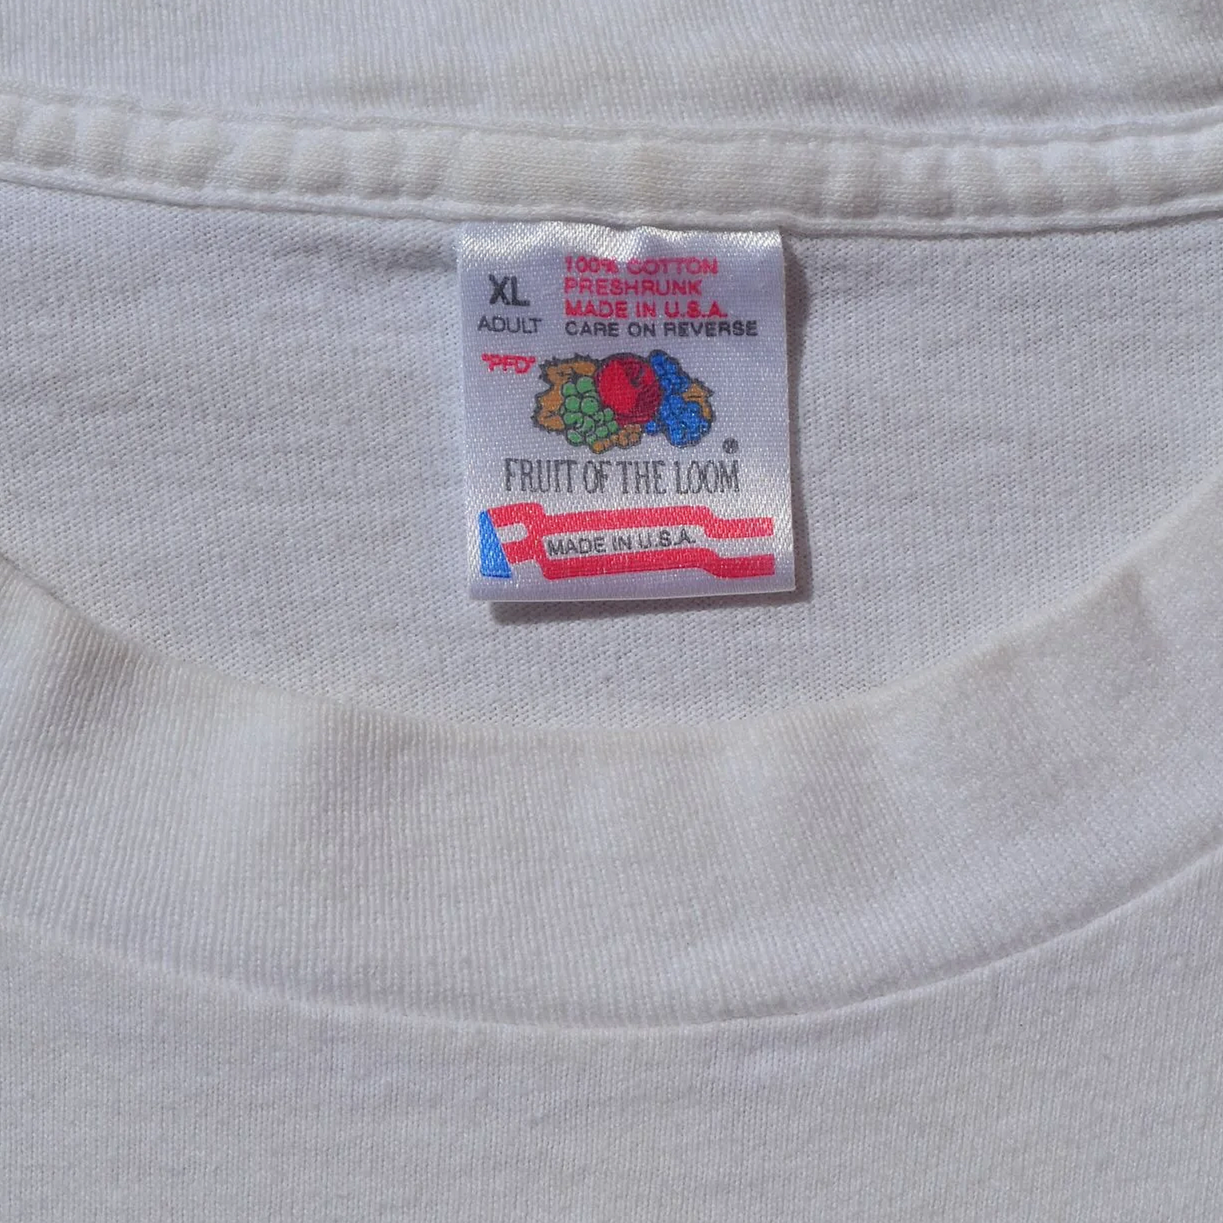 XL
ADULT
100% COTTON
PRESHRUNK
MADE IN U.S.A.
CARE ON REVERSE
"PFD"
®
FRUIT OF THE LOOM
MADE IN U.S.A.